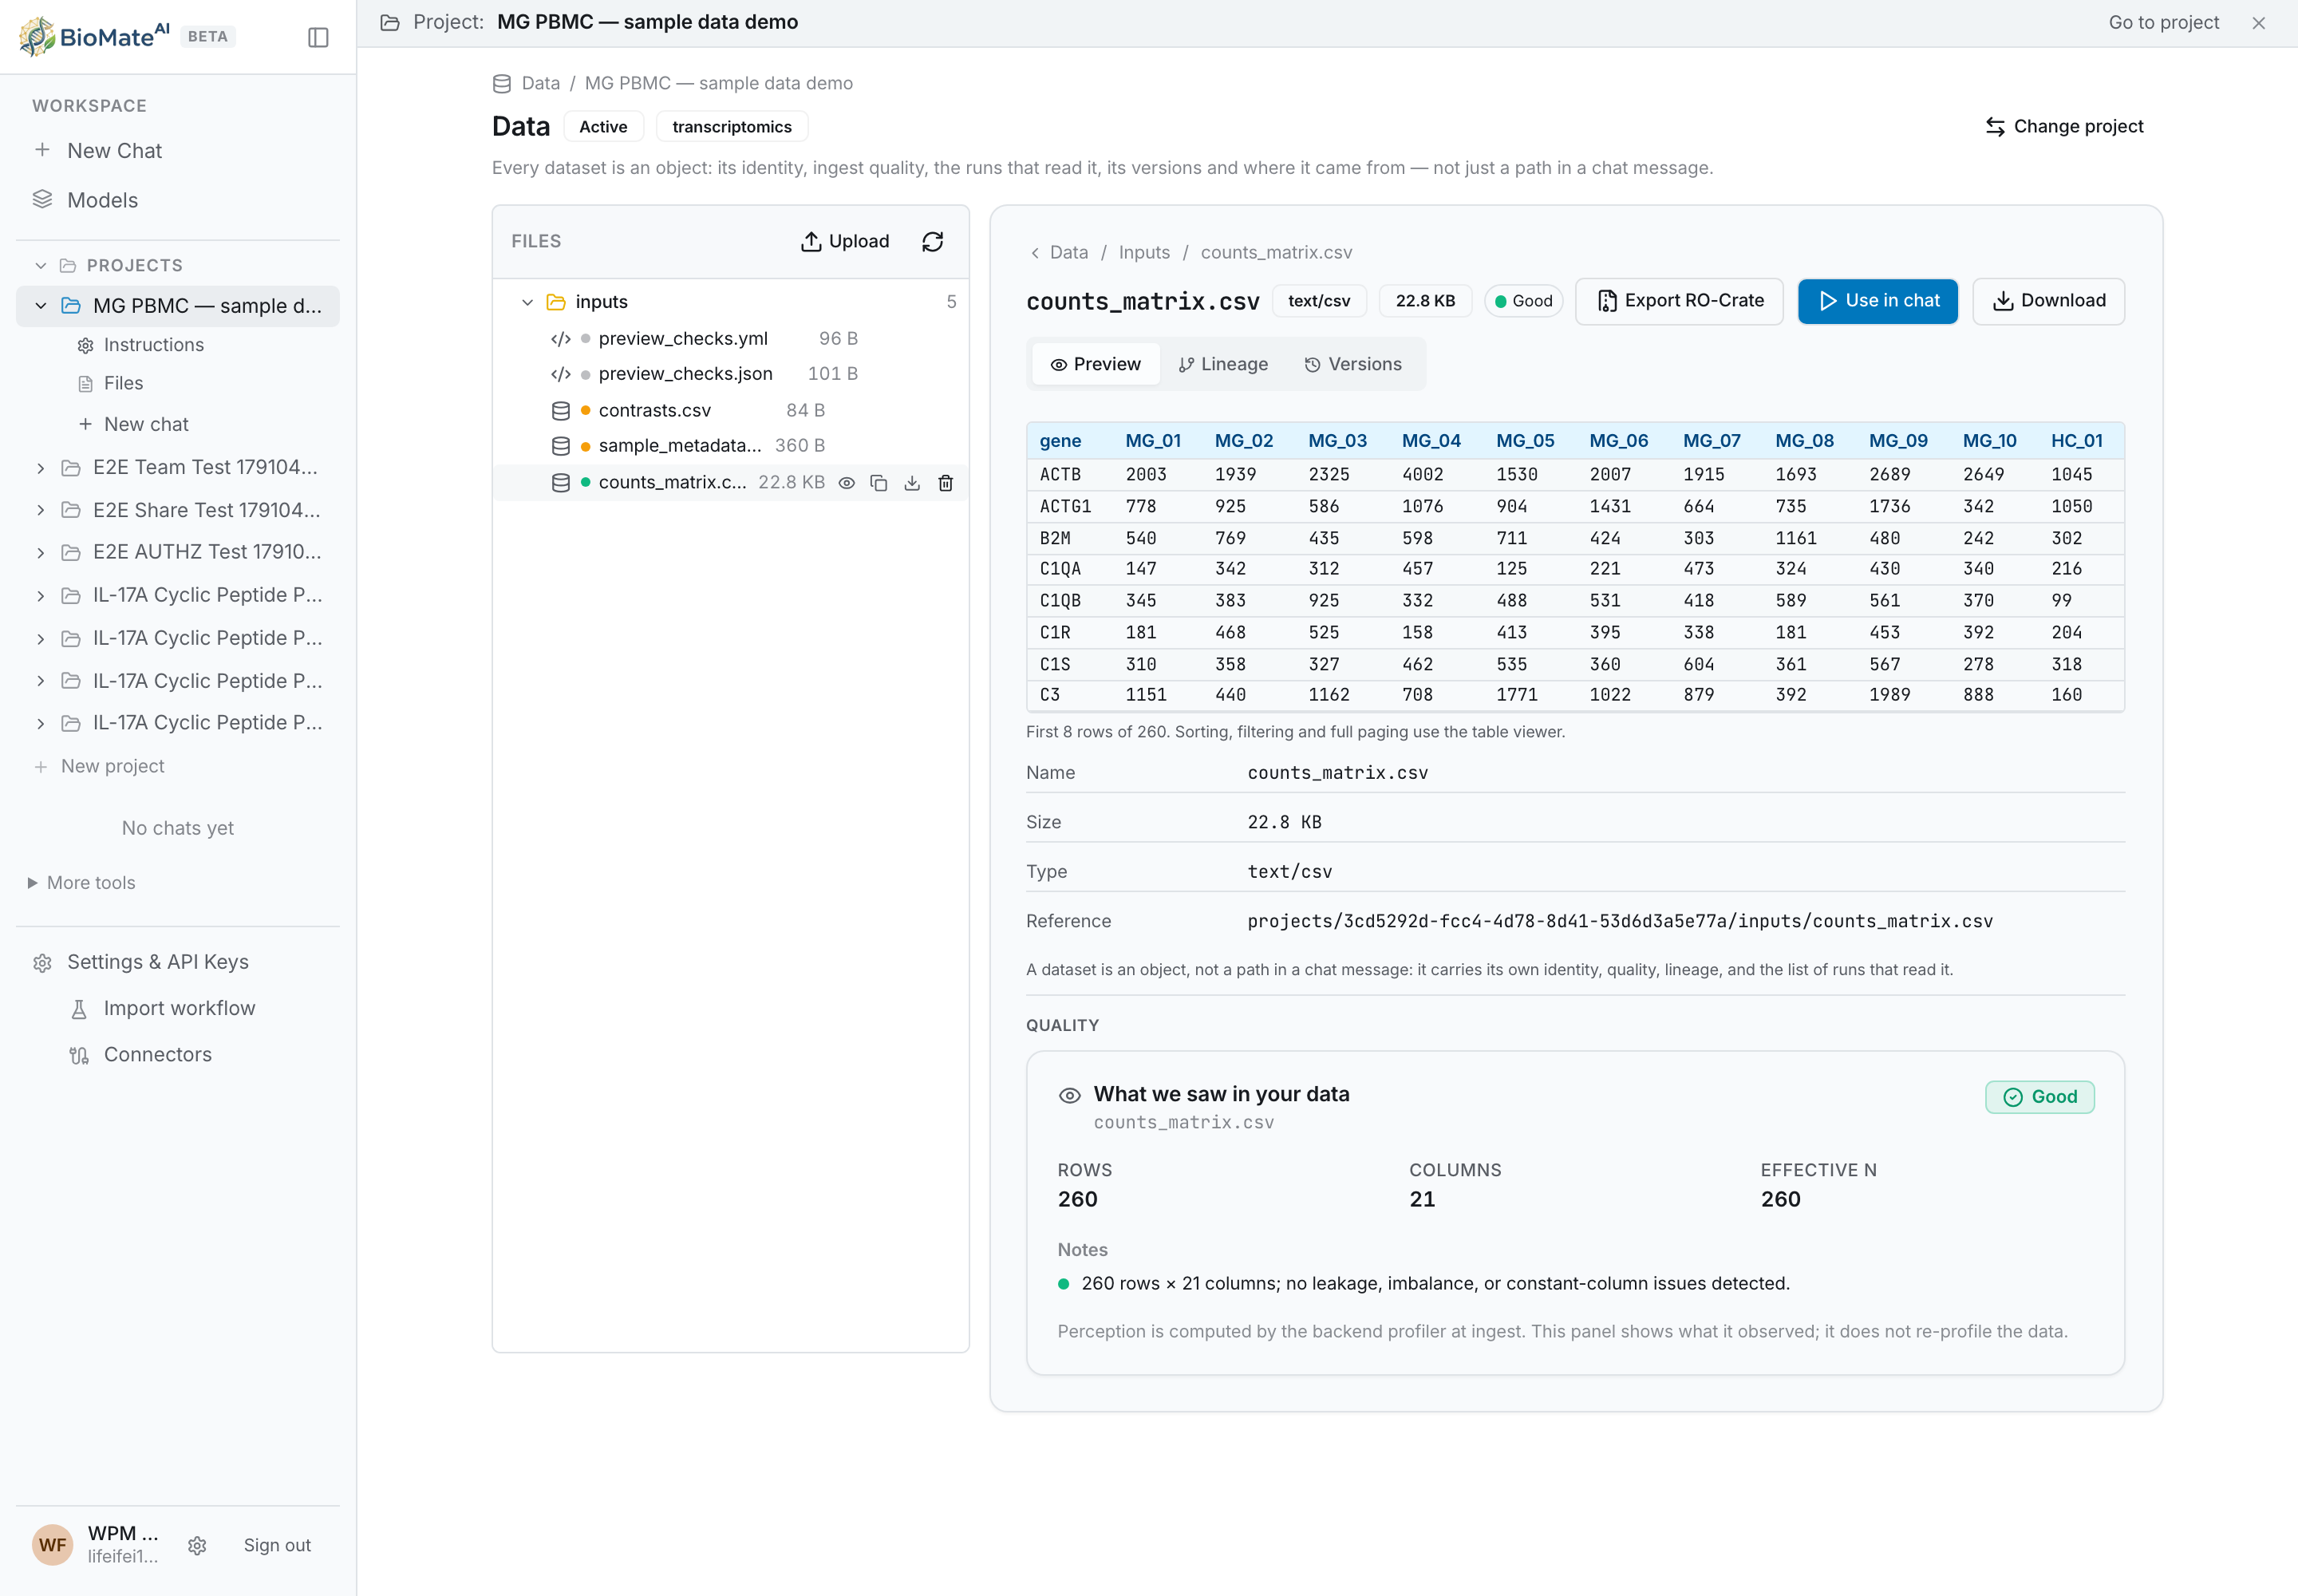 BioMate AI BETA
WORKSPACE
New Chat
Models
PROJECTS
MG PBMC — sample d...
Instructions
Files
New chat
E2E Team Test 179104...
E2E Share Test 179104...
E2E AUTHZ Test 17910...
IL-17A Cyclic Peptide P...
IL-17A Cyclic Peptide P...
IL-17A Cyclic Peptide P...
IL-17A Cyclic Peptide P...
New project
No chats yet
More tools
Settings & API Keys
Import workflow
Connectors
WF
WPM ...
lifeifei1...
Sign out
Project: MG PBMC — sample data demo
Go to project
Data / MG PBMC — sample data demo
Data Active transcriptomics
Change project
Every dataset is an object: its identity, ingest quality, the runs that read it, its versions and where it came from — not just a path in a chat message.
FILES Upload
inputs 5
preview_checks.yml 96 B
preview_checks.json 101 B
contrasts.csv 84 B
sample_metadata... 360 B
counts_matrix.c... 22.8 KB
Data / Inputs / counts_matrix.csv
counts_matrix.csv text/csv 22.8 KB Good Export RO-Crate Use in chat Download
Preview Lineage Versions
gene MG_01 MG_02 MG_03 MG_04 MG_05 MG_06 MG_07 MG_08 MG_09 MG_10 HC_01
ACTB 2003 1939 2325 4002 1530 2007 1915 1693 2689 2649 1045
ACTG1 778 925 586 1076 904 1431 664 735 1736 342 1050
B2M 540 769 435 598 711 424 303 1161 480 242 302
C1QA 147 342 312 457 125 221 473 324 430 340 216
C1QB 345 383 925 332 488 531 418 589 561 370 99
C1R 181 468 525 158 413 395 338 181 453 392 204
C1S 310 358 327 462 535 360 604 361 567 278 318
C3 1151 440 1162 708 1771 1022 879 392 1989 888 160
First 8 rows of 260. Sorting, filtering and full paging use the table viewer.
Name counts_matrix.csv
Size 22.8 KB
Type text/csv
Reference projects/3cd5292d-fcc4-4d78-8d41-53d6d3a5e77a/inputs/counts_matrix.csv
A dataset is an object, not a path in a chat message: it carries its own identity, quality, lineage, and the list of runs that read it.
QUALITY
What we saw in your data Good
counts_matrix.csv
ROWS COLUMNS EFFECTIVE N
260 21 260
Notes
260 rows × 21 columns; no leakage, imbalance, or constant-column issues detected.
Perception is computed by the backend profiler at ingest. This panel shows what it observed; it does not re-profile the data.